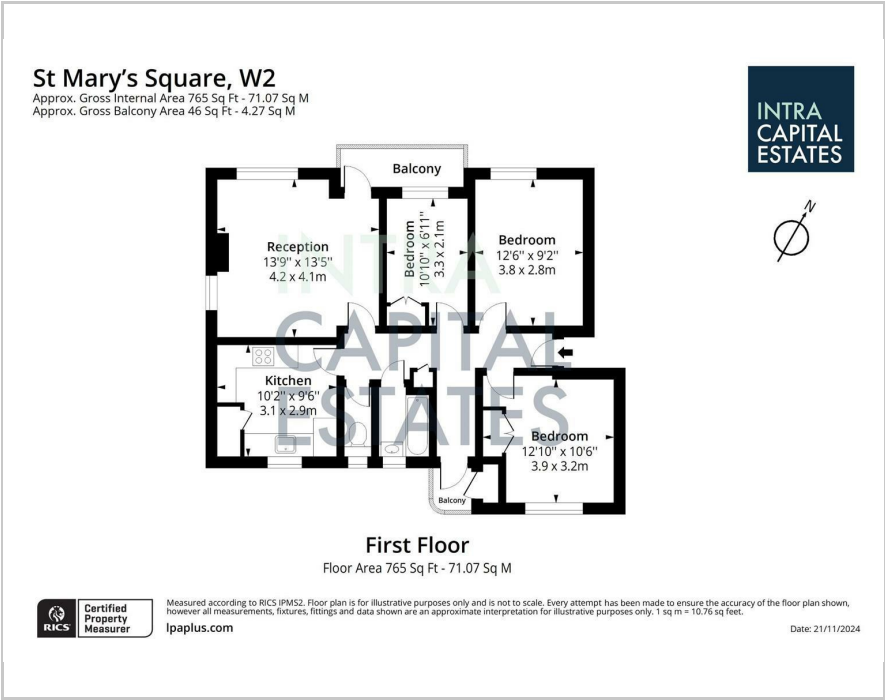 St Mary's Square, W2
Approx. Gross Internal Area 765 Sq Ft - 71.07 Sq M
Approx. Gross Balcony Area 46 Sq Ft - 4.27 Sq M
INTRA
CAPITAL
ESTATES
N
Balcony
Reception
13'9" x 13'5"
4.2 x 4.1m
Bedroom
10'10" x 6'11"
3.3 x 2.1m
Bedroom
12'6" x 9'2"
3.8 x 2.8m
INTRA
CAPITAL
ESTATES
Kitchen
10'2" x 9'6"
3.1 x 2.9m
Bedroom
12'10" x 10'6"
3.9 x 3.2m
Balcony
First Floor
Floor Area 765 Sq Ft - 71.07 Sq M
RICS
Certified
Property
Measurer
Measured according to RICS IPMS2. Floor plan is for illustrative purposes only and is not to scale. Every attempt has been made to ensure the accuracy of the floor plan shown,
however all measurements, fixtures, fittings and data shown are an approximate interpretation for illustrative purposes only. 1 sq m = 10.76 sq feet.
lpaplus.com
Date: 21/11/2024